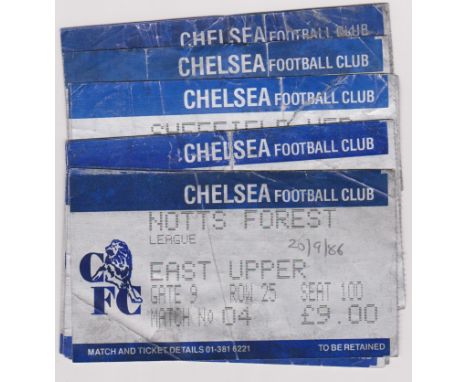 CHELSEA FOOTBALL CLUB
CHELSEA FOOTBALL CLUB
CHELSEA FOOTBALL CLUB
SHEFFIELD WED
CHELSEA FOOTBALL CLUB
CHELSEA FOOTBALL CLUB
NOTTS FOREST
LEAGUE
20/9/86
EAST UPPER
GATE 9 ROW 25 SEAT 100
MATCH No 04 £9.00
CFC
MATCH AND TICKET DETAILS 01-381 6221 TO BE RETAINED